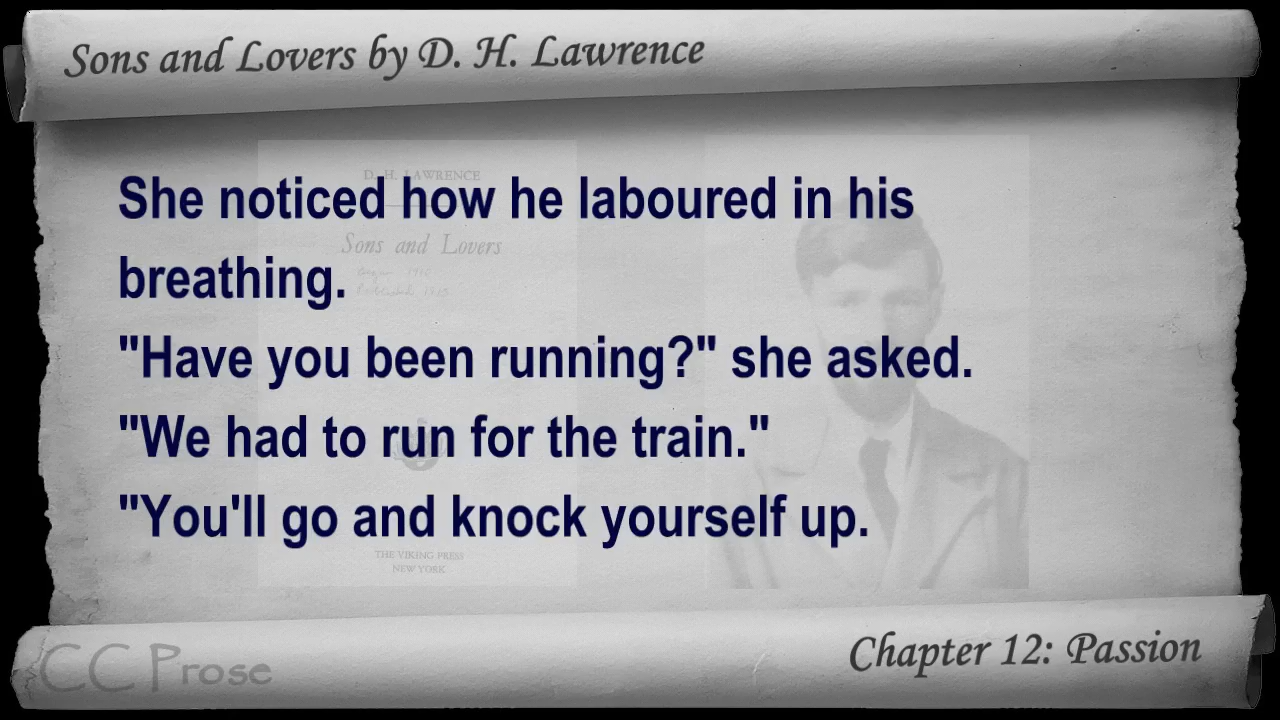 Sons and Lovers by D. H. Lawrence
D. H. LAWRENCE
She noticed how he laboured in his
Sons and Lovers
breathing.
"Have you been running?" she asked.
"We had to run for the train."
"You'll go and knock yourself up.
THE VIKING PRESS
NEW YORK
CC Prose
Chapter 12: Passion